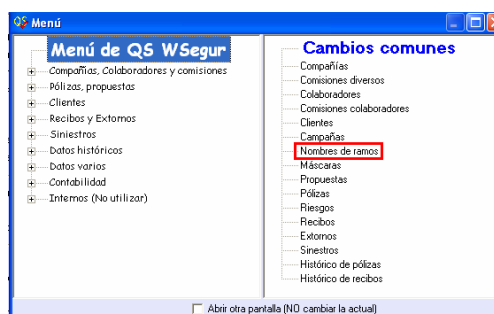 QS Menú
Menú de QS WSegur
Compañías, Colaboradores y comisiones
Pólizas, propuestas
Clientes
Recibos y Extornos
Siniestros
Datos históricos
Datos varios
Contabilidad
Internos (No utilizar)
Cambios comunes
Compañías
Comisiones diversos
Colaboradores
Comisiones colaboradores
Clientes
Campañas
Nombres de ramos
Máscaras
Propuestas
Pólizas
Riesgos
Recibos
Extornos
Sinestros
Histórico de pólizas
Histórico de recibos
Abrir otra pantalla (NO cambiar la actual)